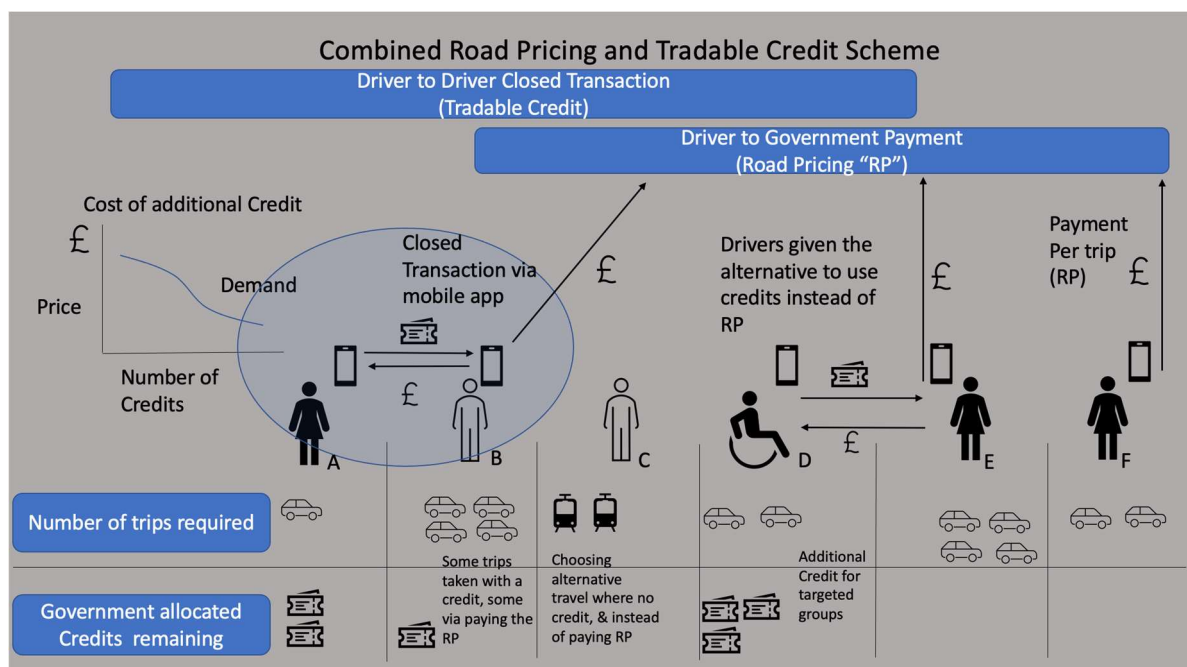 Combined Road Pricing and Tradable Credit Scheme
Driver to Driver Closed Transaction
(Tradable Credit)
Driver to Government Payment
(Road Pricing “RP”)
Cost of additional Credit
£
Price
Demand
Number of
Credits
Closed
Transaction via
mobile app
£
£
Drivers given the
alternative to use
credits instead of
RP
£
£
Payment
Per trip
(RP)
£
A
B
C
D
E
F
Number of trips required
Some trips
taken with a
credit, some
via paying the
RP
Choosing
alternative
travel where no
credit, & instead
of paying RP
Additional
Credit for
targeted
groups
Government allocated
Credits remaining